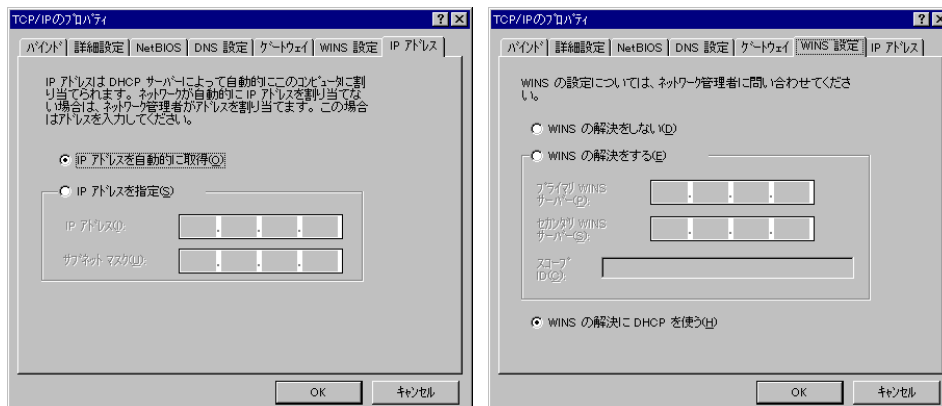 TCP/IPのプロパティ
バインド 詳細設定 NetBIOS DNS 設定 ゲートウェイ WINS 設定 IP アドレス
IP アドレスは DHCP サーバーによって自動的にこのコンピュータに割
り当てられます。ネットワークが自動的に IP アドレスを割り当てな
い場合は、ネットワーク管理者がアドレスを割り当てます。この場合
はアドレスを入力してください。
IP アドレスを自動的に取得(O)
IP アドレスを指定(S)
IP アドレス(I):
サブネット マスク(U):
OK キャンセル
TCP/IPのプロパティ
バインド 詳細設定 NetBIOS DNS 設定 ゲートウェイ WINS 設定 IP アドレス
WINS の設定については、ネットワーク管理者に問い合わせてくださ
い。
WINS の解決をしない(D)
WINS の解決をする(E)
プライマリ WINS
サーバー(P):
セカンダリ WINS
サーバー(S):
スコープ
ID(C):
WINS の解決に DHCP を使う(H)
OK キャンセル